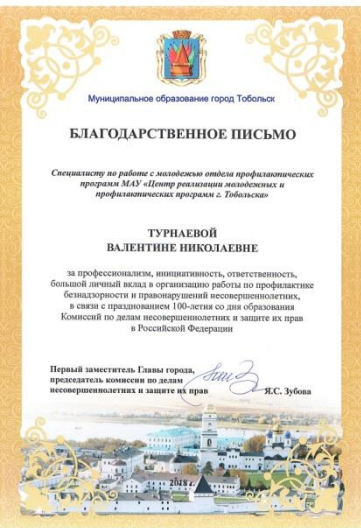 Муниципальное образование город Тобольск
БЛАГОДАРСТВЕННОЕ ПИСЬМО
Специалисту по работе с молодежью отдела профилактических
программ МАУ «Центр реализации молодежных и
профилактических программ г. Тобольска»
ТУРНАЕВОЙ
ВАЛЕНТИНЕ НИКОЛАЕВНЕ
за профессионализм, инициативность, ответственность,
большой личный вклад в организацию работы по профилактике
безнадзорности и правонарушений несовершеннолетних,
в связи с празднованием 100-летия со дня образования
Комиссий по делам несовершеннолетних и защите их прав
в Российской Федерации
Первый заместитель Главы города,
председатель комиссии по делам
несовершеннолетних и защите их прав Я.С. Зубова
2018 г.